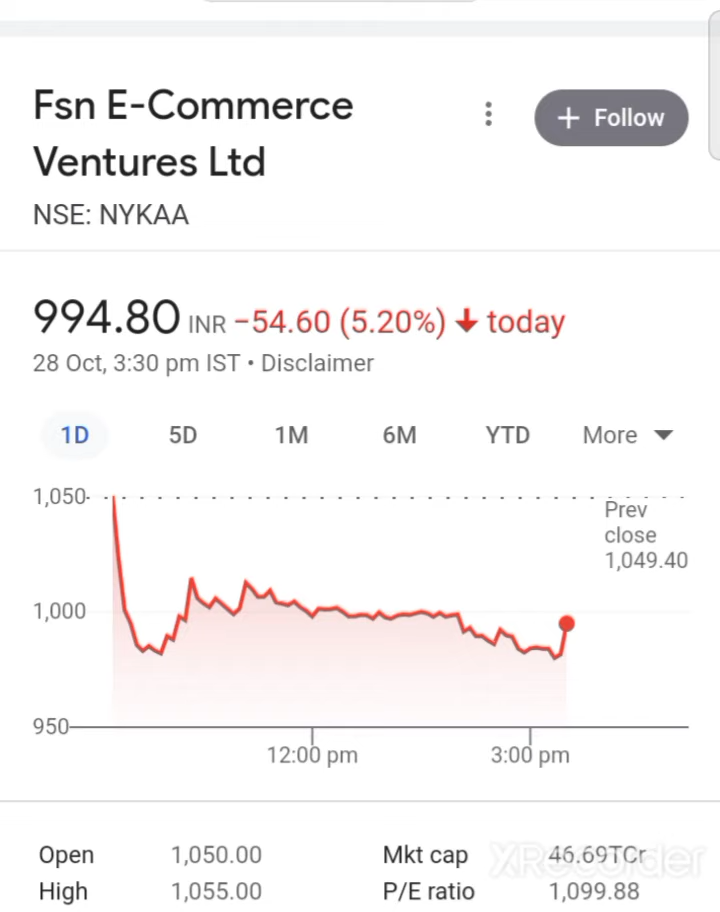 Fsn E-Commerce
Ventures Ltd
+ Follow
NSE: NYKAA
994.80 INR −54.60 (5.20%) ↓ today
28 Oct, 3:30 pm IST • Disclaimer
1D 5D 1M 6M YTD More
1,050
Prev
close
1,049.40
1,000
950
12:00 pm 3:00 pm
Open 1,050.00 Mkt cap 46.69TCr
High 1,055.00 P/E ratio 1,099.88
XRecorder